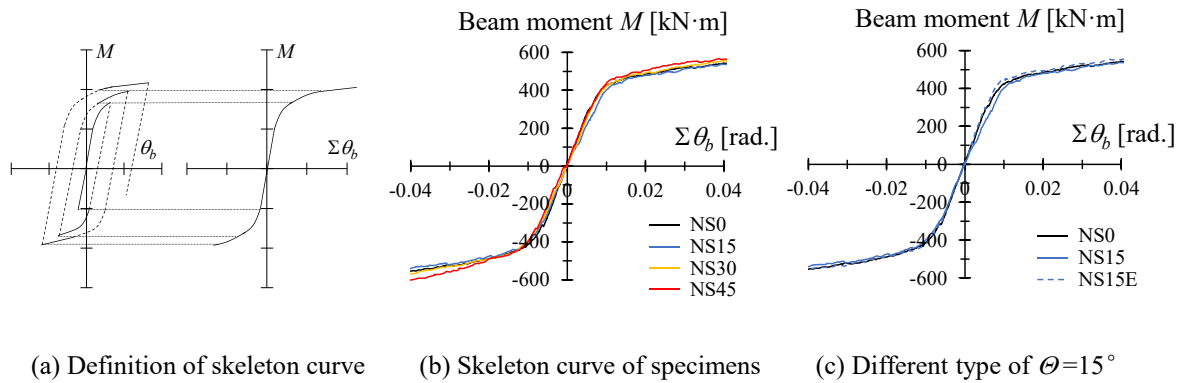 M
θb
M
Σθb
(a) Definition of skeleton curve
Beam moment M [kN·m]
600
400
200
0
-200
-400
-600
-0.04
-0.02
0
0.02
0.04
Σθb [rad.]
NS0
NS15
NS30
NS45
(b) Skeleton curve of specimens
Beam moment M [kN·m]
600
400
200
0
-200
-400
-600
-0.04
-0.02
0
0.02
0.04
Σθb [rad.]
NS0
NS15
NS15E
(c) Different type of Θ=15°